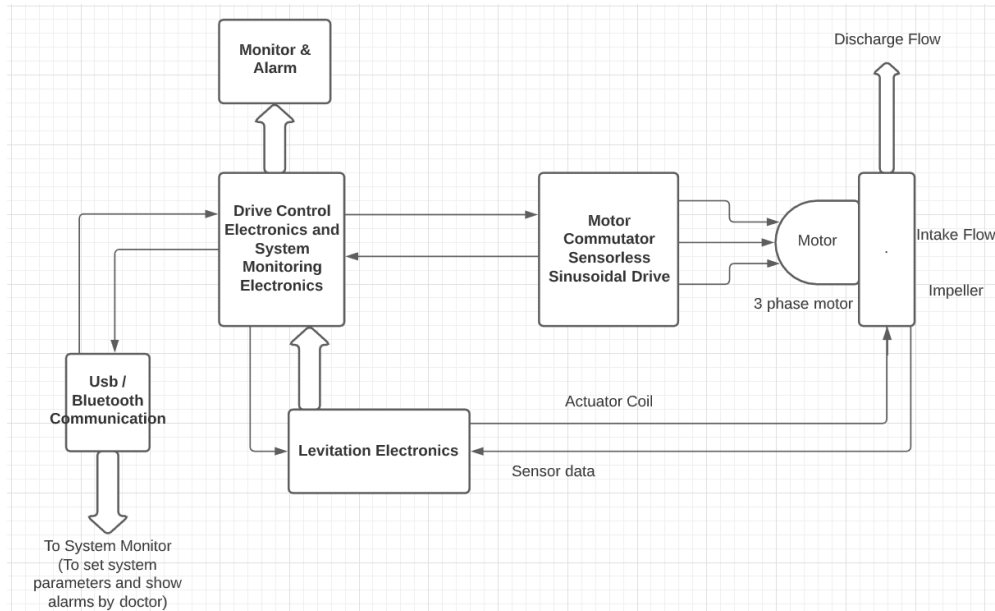 Discharge Flow
Monitor &
Alarm
Drive Control
Electronics and
System
Monitoring
Electronics
Motor
Commutator
Sensorless
Sinusoidal Drive
Motor
Intake Flow
Impeller
3 phase motor
Usb /
Bluetooth
Communication
Actuator Coil
Levitation Electronics
Sensor data
To System Monitor
(To set system
parameters and show
alarms by doctor)